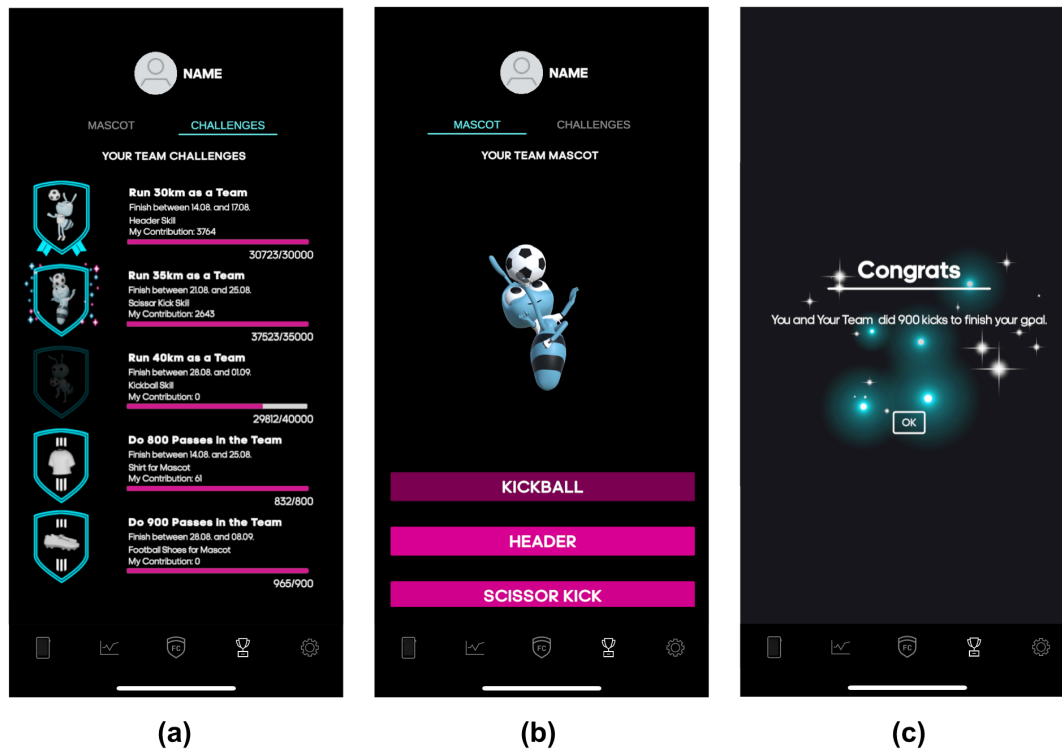 NAME
MASCOT CHALLENGES
YOUR TEAM CHALLENGES
Run 30km as a Team
Finish between 14.08. and 17.08.
Header Skill
My Contribution: 3764
30723/30000
Run 35km as a Team
Finish between 21.08. and 25.08.
Scissor Kick Skill
My Contribution: 2643
37523/35000
Run 40km as a Team
Finish between 28.08. and 01.09.
Kickball Skill
My Contribution: 0
29812/40000
Do 800 Passes in the Team
Finish between 14.08. and 25.08.
Shirt for Mascot
My Contribution: 61
832/800
Do 900 Passes in the Team
Finish between 28.08. and 08.09.
Football Shoes for Mascot
My Contribution: 0
965/900
FC
(a)
NAME
MASCOT CHALLENGES
YOUR TEAM MASCOT
KICKBALL
HEADER
SCISSOR KICK
FC
(b)
Congrats
You and Your Team did 900 kicks to finish your goal.
OK
FC
(c)